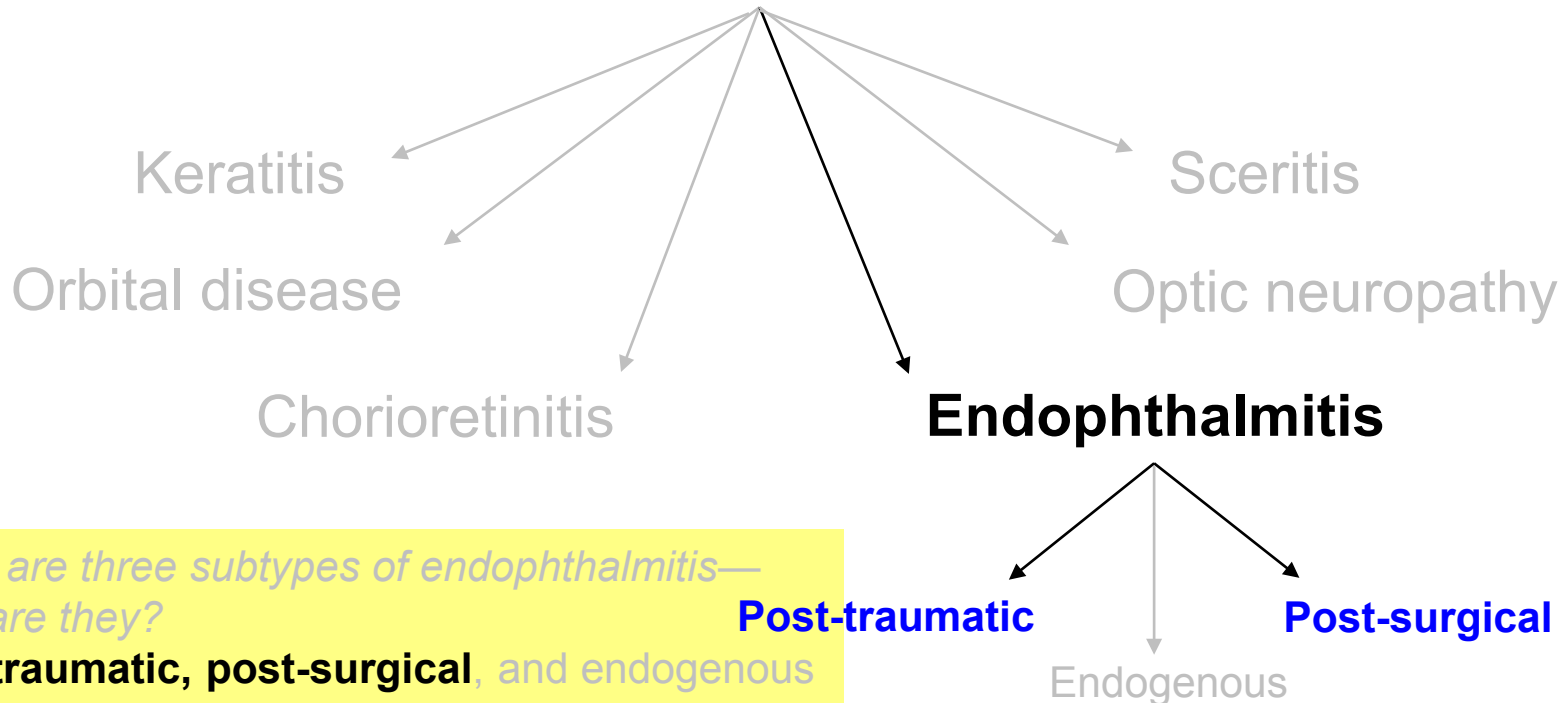 Keratitis
Sceritis
Orbital disease
Optic neuropathy
Chorioretinitis
Endophthalmitis
are three subtypes of endophthalmitis—
are they?
Post-traumatic
Post-surgical
traumatic, post-surgical, and endogenous
Endogenous